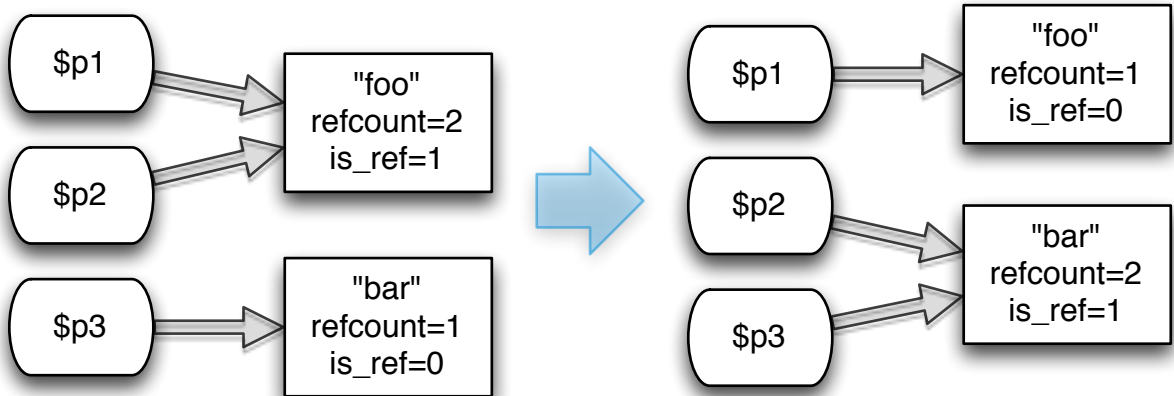 $p1
"foo"
refcount=2
is_ref=1
$p2
$p3
"bar"
refcount=1
is_ref=0
$p1
"foo"
refcount=1
is_ref=0
$p2
"bar"
refcount=2
is_ref=1
$p3